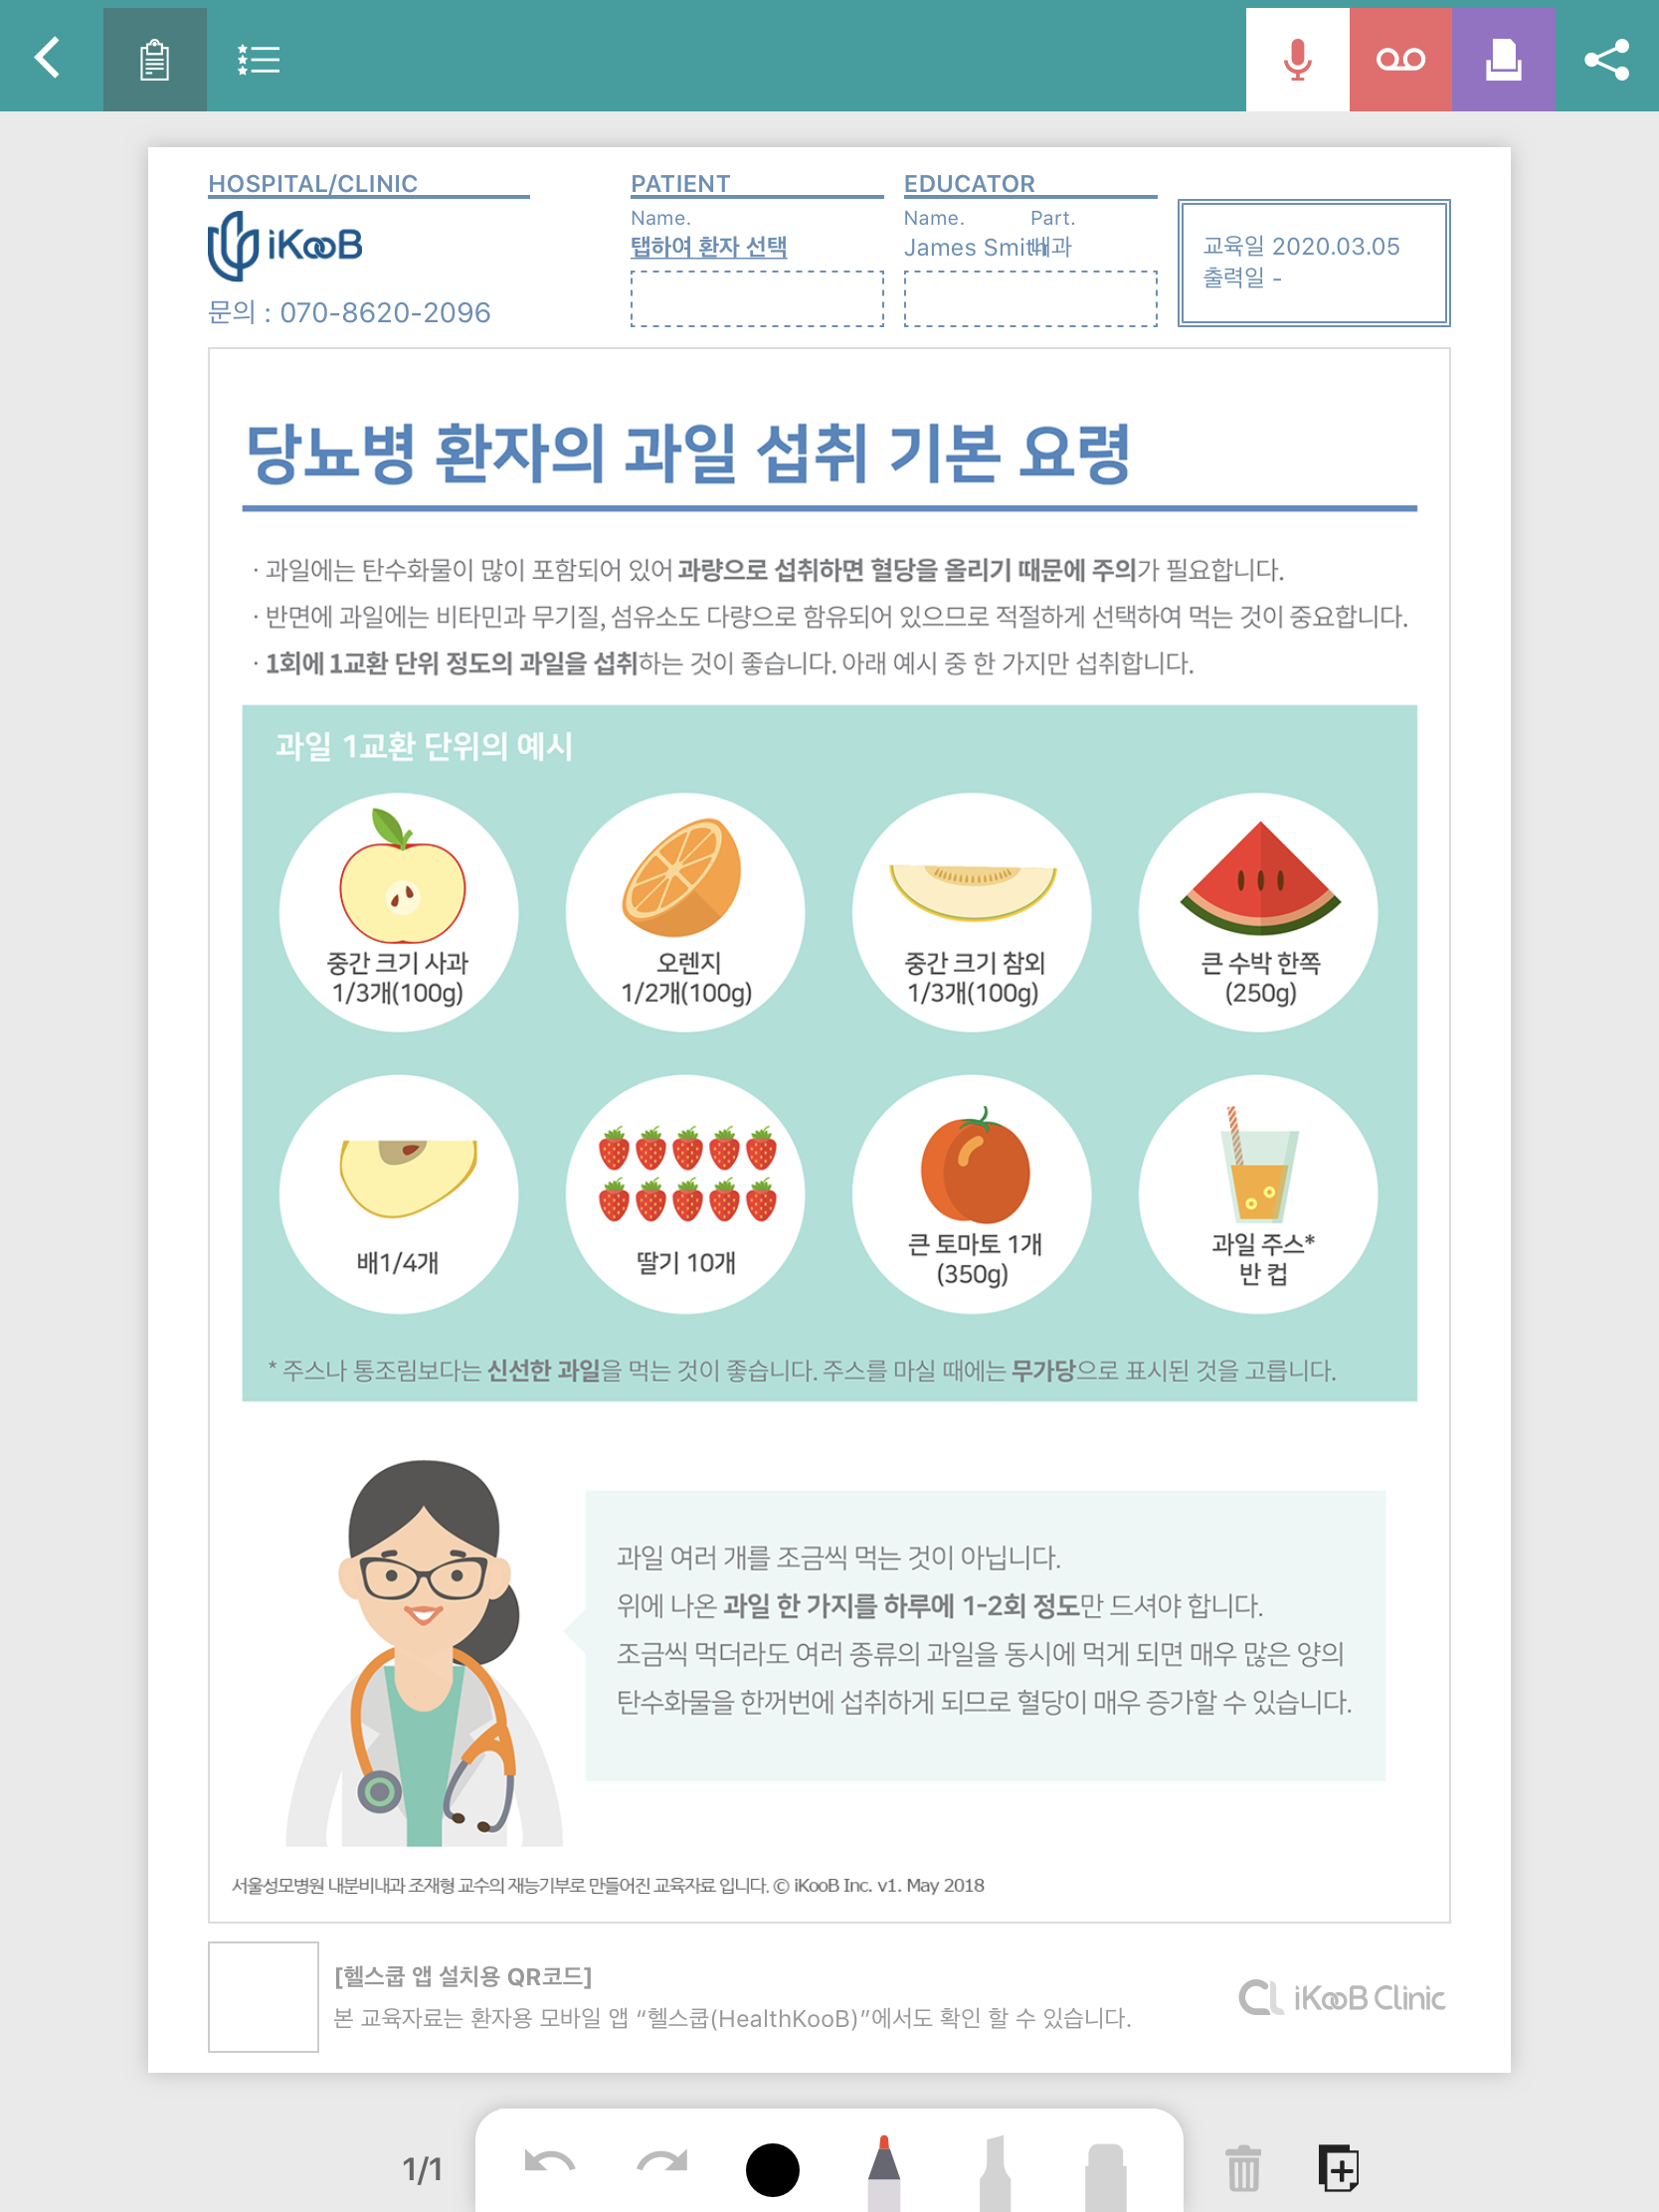 HOSPITAL/CLINIC
iKooB
문의 : 070-8620-2096
PATIENT
Name.
탭하여 환자 선택
EDUCATOR
Name. Part.
James Smith 내과
교육일 2020.03.05
출력일 -
당뇨병 환자의 과일 섭취 기본 요령
· 과일에는 탄수화물이 많이 포함되어 있어 과량으로 섭취하면 혈당을 올리기 때문에 주의가 필요합니다.
· 반면에 과일에는 비타민과 무기질, 섬유소도 다량으로 함유되어 있으므로 적절하게 선택하여 먹는 것이 중요합니다.
· 1회에 1교환 단위 정도의 과일을 섭취하는 것이 좋습니다. 아래 예시 중 한 가지만 섭취합니다.
과일 1교환 단위의 예시
중간 크기 사과
1/3개(100g)
오렌지
1/2개(100g)
중간 크기 참외
1/3개(100g)
큰 수박 한쪽
(250g)
배1/4개
딸기 10개
큰 토마토 1개
(350g)
과일 주스*
반 컵
* 주스나 통조림보다는 신선한 과일을 먹는 것이 좋습니다. 주스를 마실 때에는 무가당으로 표시된 것을 고릅니다.
과일 여러 개를 조금씩 먹는 것이 아닙니다.
위에 나온 과일 한 가지를 하루에 1-2회 정도만 드셔야 합니다.
조금씩 먹더라도 여러 종류의 과일을 동시에 먹게 되면 매우 많은 양의
탄수화물을 한꺼번에 섭취하게 되므로 혈당이 매우 증가할 수 있습니다.
서울성모병원 내분비내과 조재형 교수의 재능기부로 만들어진 교육자료 입니다. © iKooB Inc. v1. May 2018
[헬스쿱 앱 설치용 QR코드]
본 교육자료는 환자용 모바일 앱 “헬스쿱(HealthKooB)”에서도 확인 할 수 있습니다.
CL iKooB Clinic
1/1